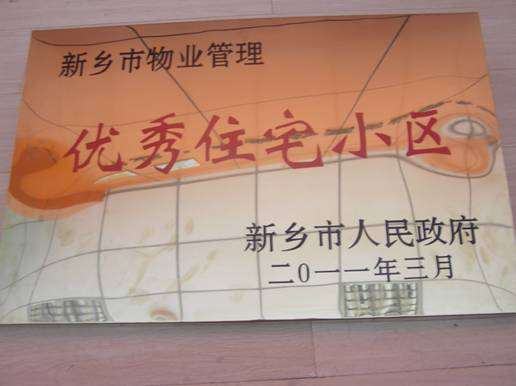 新乡市物业管理
优秀住宅小区
新乡市人民政府
二0一一年三月